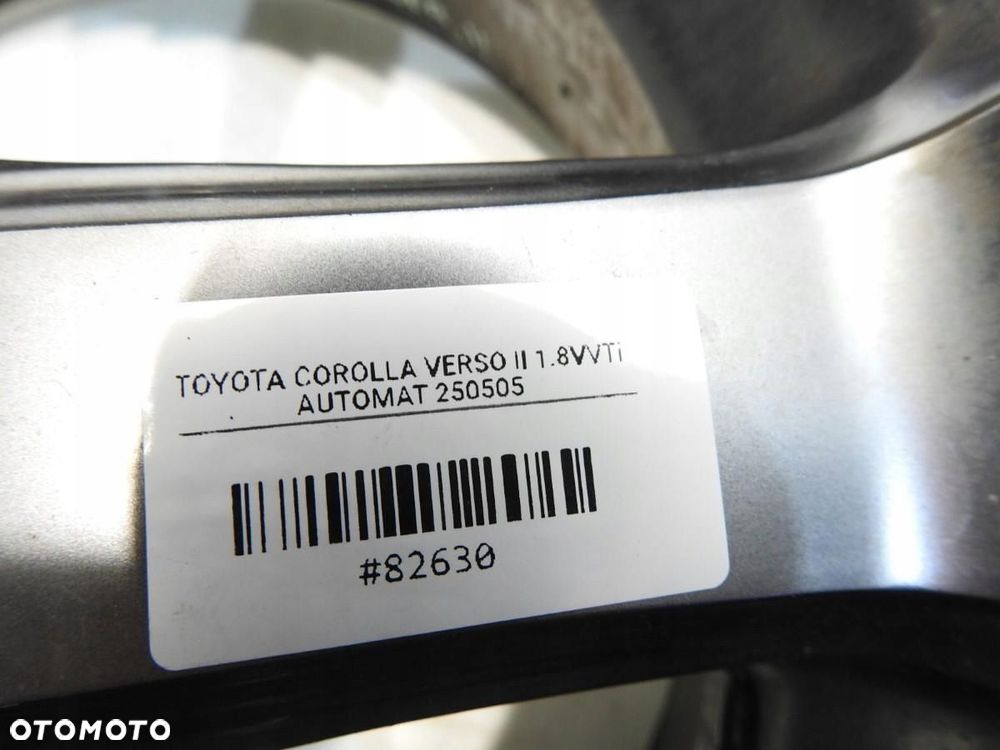 TOYOTA COROLLA VERSO II 1.8VVTi
AUTOMAT 250505
#82630
OTOMOTO